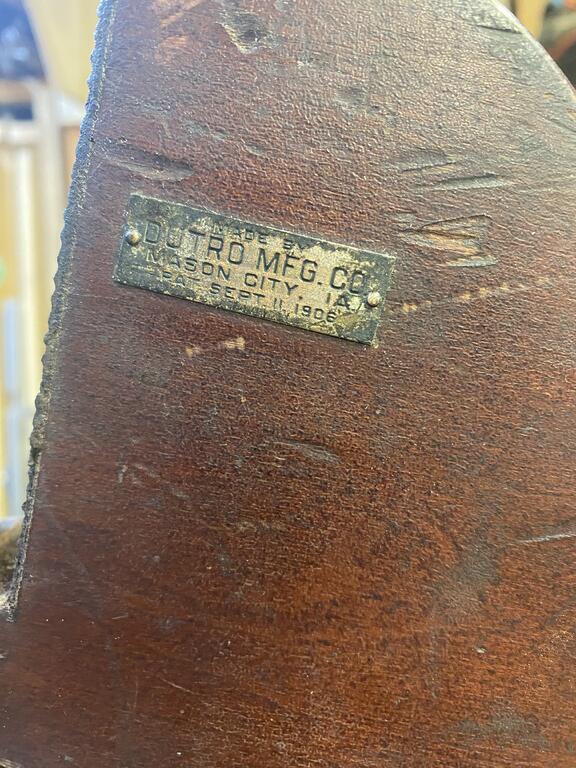 MADE BY
DUTRO MFG. CO.
MASON CITY, IA.
PAT SEPT 11, 1906